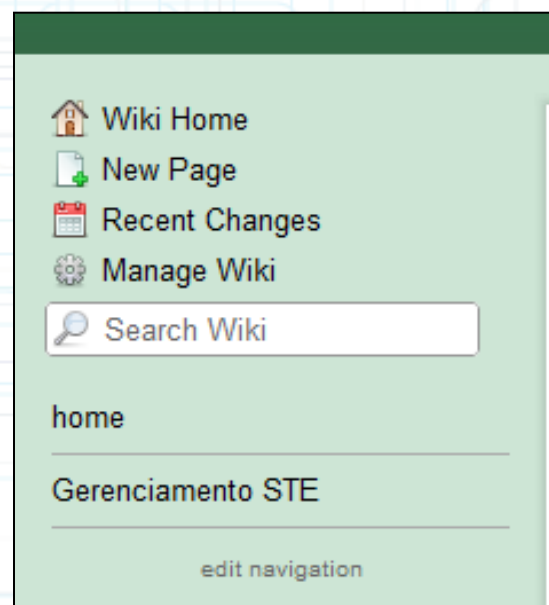 Wiki Home
New Page
Recent Changes
Manage Wiki
Search Wiki
home
Gerenciamento STE
edit navigation